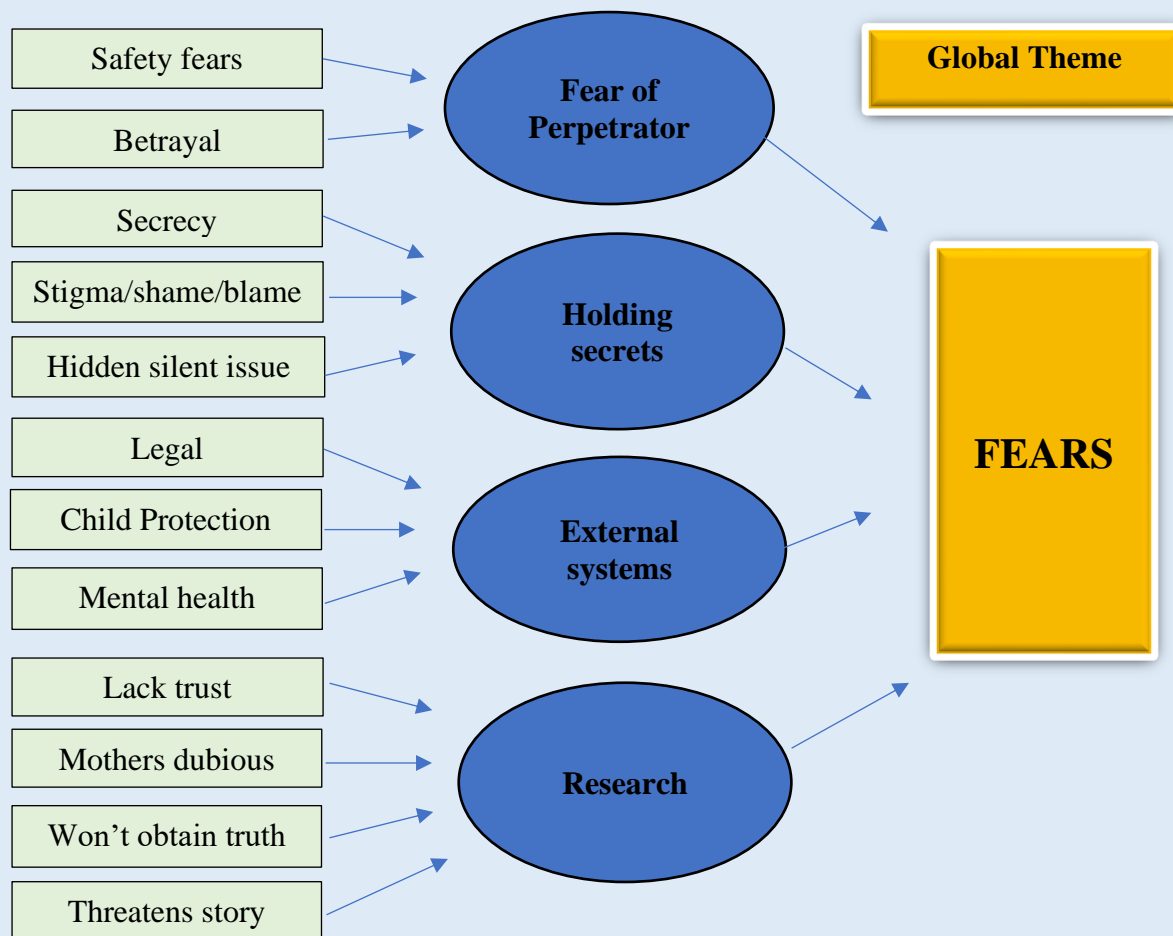 Safety fears
Betrayal
Secrecy
Stigma/shame/blame
Hidden silent issue
Legal
Child Protection
Mental health
Lack trust
Mothers dubious
Won’t obtain truth
Threatens story
Fear of
Perpetrator
Holding
secrets
External
systems
Research
Global Theme
FEARS